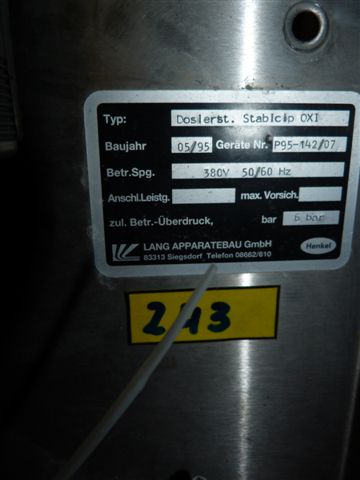 Typ: Dosierst. Stabicip OXI
Baujahr 05/95 Geräte Nr. P95-142/07
Betr.Spg. 380V 50/60 Hz
Anschl.Leistg. max. Vorsich.
zul. Betr.-Überdruck, bar 6 bar
LANG APPARATEBAU GmbH
83313 Siegsdorf Telefon 08662/610
Henkel
243